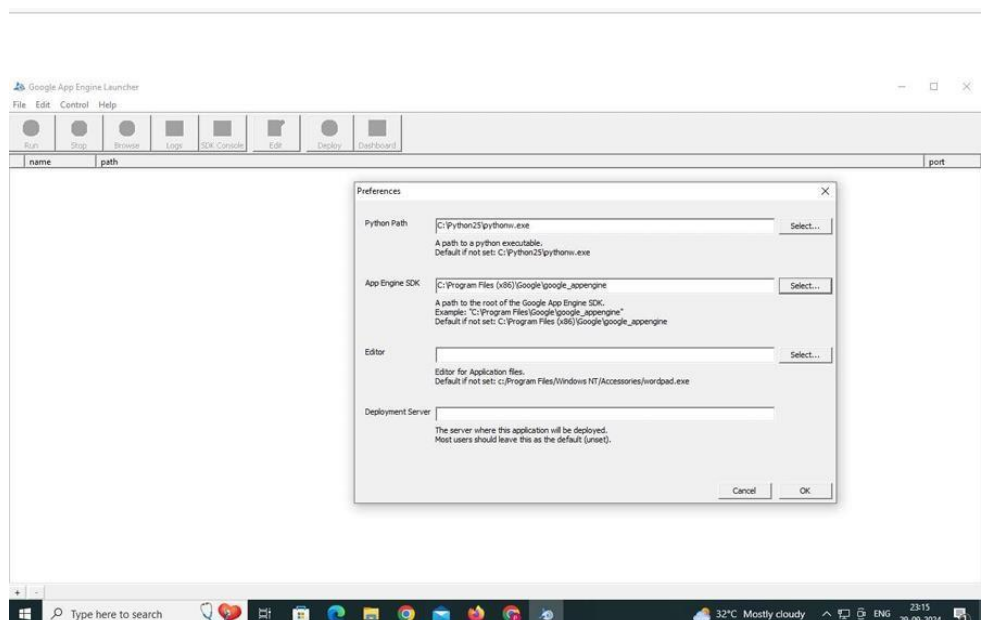 Google App Engine Launcher
File Edit Control Help
Run Stop Browse Logs SDK Console Edit Deploy Dashboard
name path port
Preferences
Python Path C:\Python25\pythonw.exe Select...
A path to a python executable.
Default if not set: C:\Python25\pythonw.exe
App Engine SDK C:\Program Files (x86)\Google\google_appengine Select...
A path to the root of the Google App Engine SDK.
Example: "C:\Program Files\Google\google_appengine"
Default if not set: C:\Program Files (x86)\Google\google_appengine
Editor Select...
Editor for Application files.
Default if not set: c:/Program Files/Windows NT/Accessories/wordpad.exe
Deployment Server
The server where this application will be deployed.
Most users should leave this as the default (unset).
Cancel OK
+ -
Type here to search 32°C Mostly cloudy ENG 23:15
29-09-2024